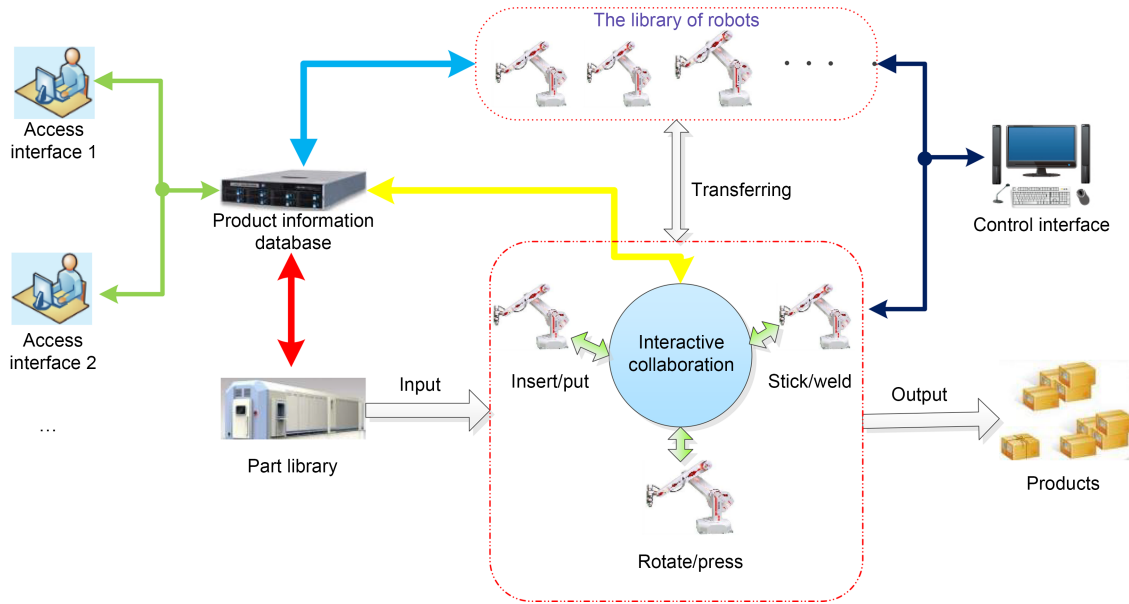 The library of robots
. . . .
Access
interface 1
Transferring
Product information
database
Control interface
Access
interface 2
Interactive
collaboration
Insert/put
Stick/weld
Input
Output
...
Part library
Products
Rotate/press